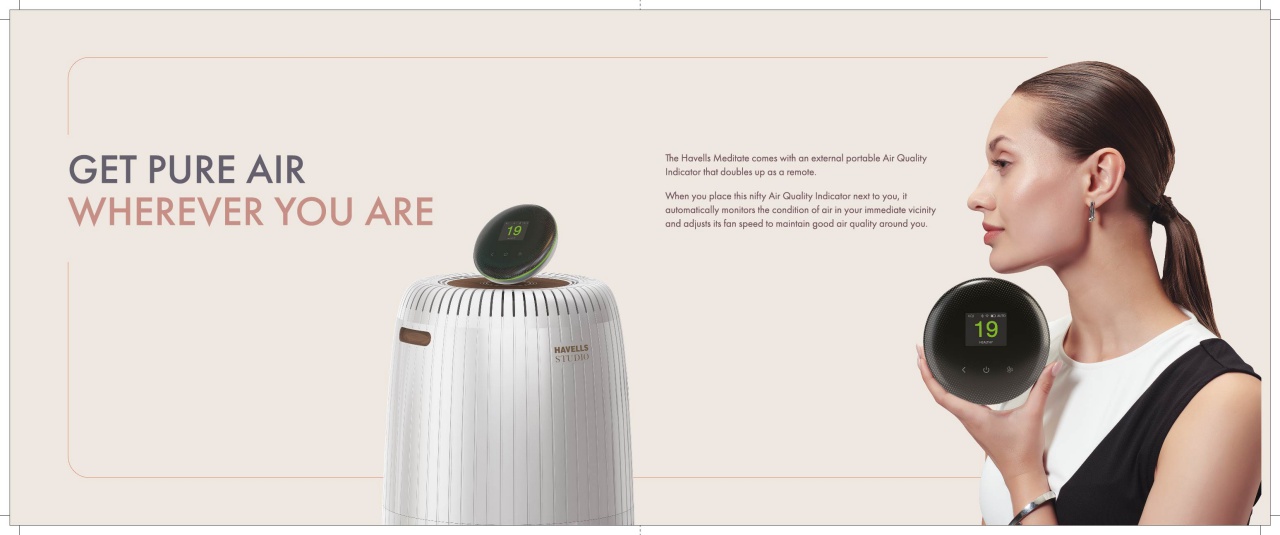 GET PURE AIR
WHEREVER YOU ARE
19
HAVELLS
STUDIO
The Havells Meditate comes with an external portable Air Quality
Indicator that doubles up as a remote.
When you place this nifty Air Quality Indicator next to you, it
automatically monitors the condition of air in your immediate vicinity
and adjusts its fan speed to maintain good air quality around you.
19
HEALTHY